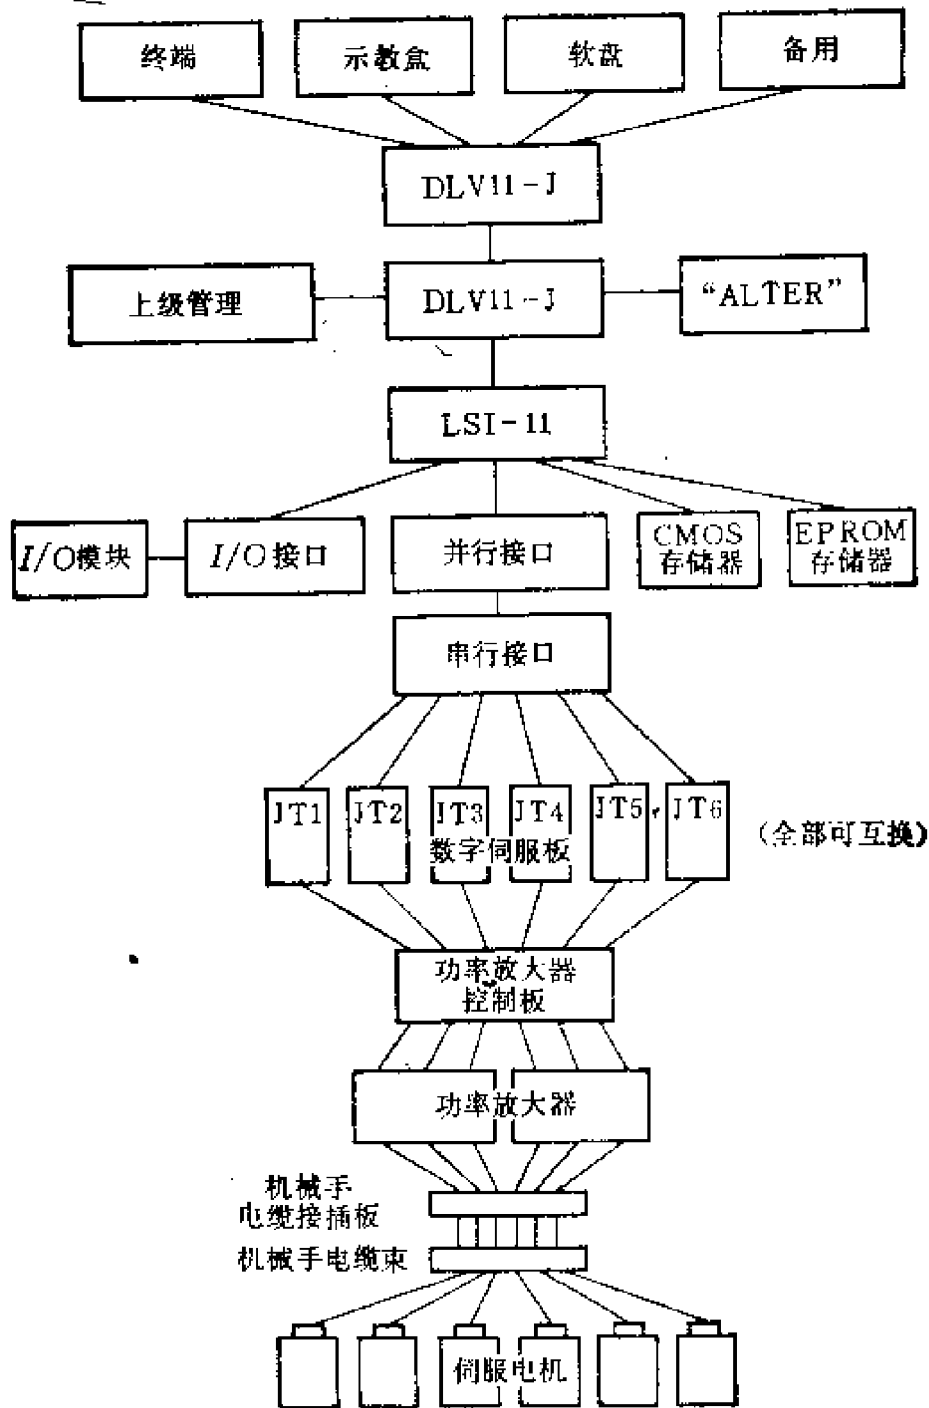 终端
示教盒
软盘
备用
DLV11-J
上级管理
DLV11-J
“ALTER”
LSI-11
I/O模块
I/O接口
并行接口
CMOS
存储器
EPROM
存储器
串行接口
JT1
JT2
JT3
JT4
JT5
JT6
数字伺服板
(全部可互换)
功率放大器
控制板
功率放大器
机械手
电缆接插板
机械手电缆束
伺服电机